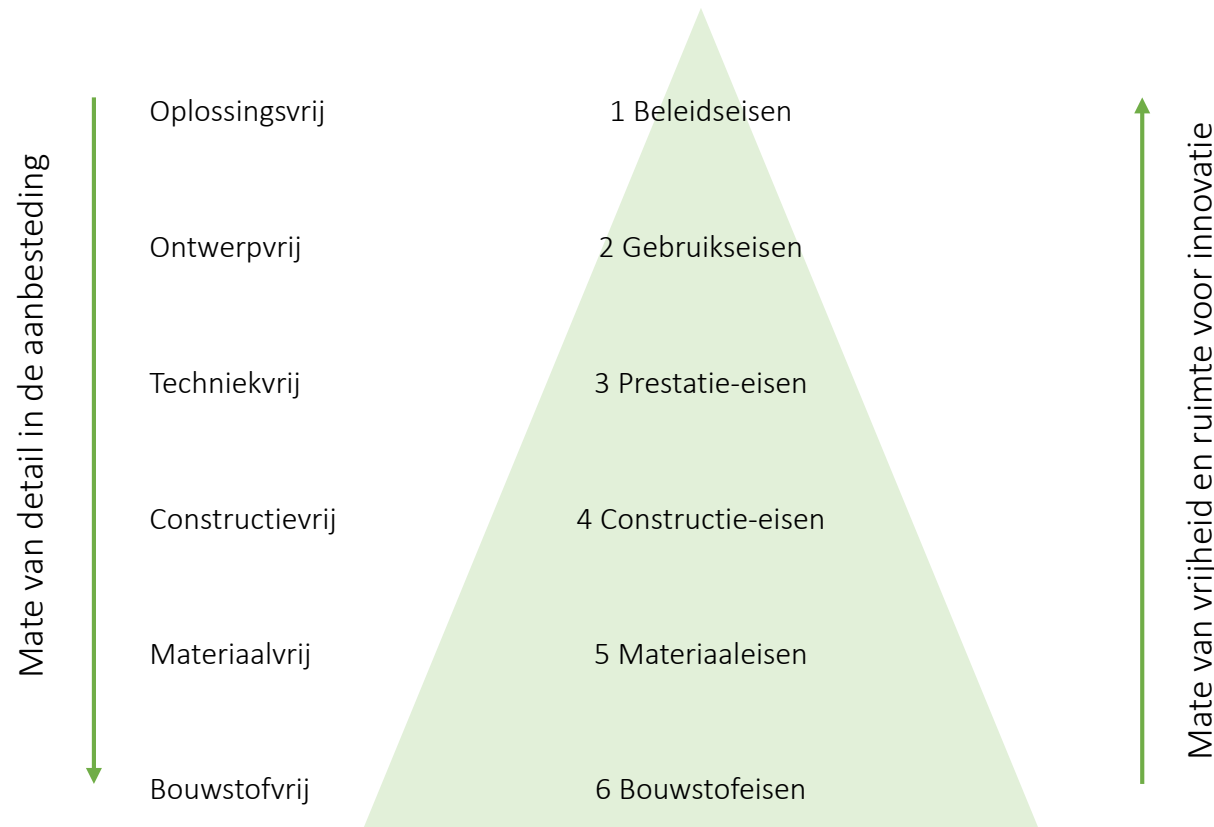 Mate van detail in de aanbesteding
Oplossingsvrij
1 Beleidseisen
Ontwerpvrij
2 Gebruikseisen
Techniekvrij
3 Prestatie-eisen
Constructievrij
4 Constructie-eisen
Materiaalvrij
5 Materiaaleisen
Bouwstofvrij
6 Bouwstofeisen
Mate van vrijheid en ruimte voor innovatie